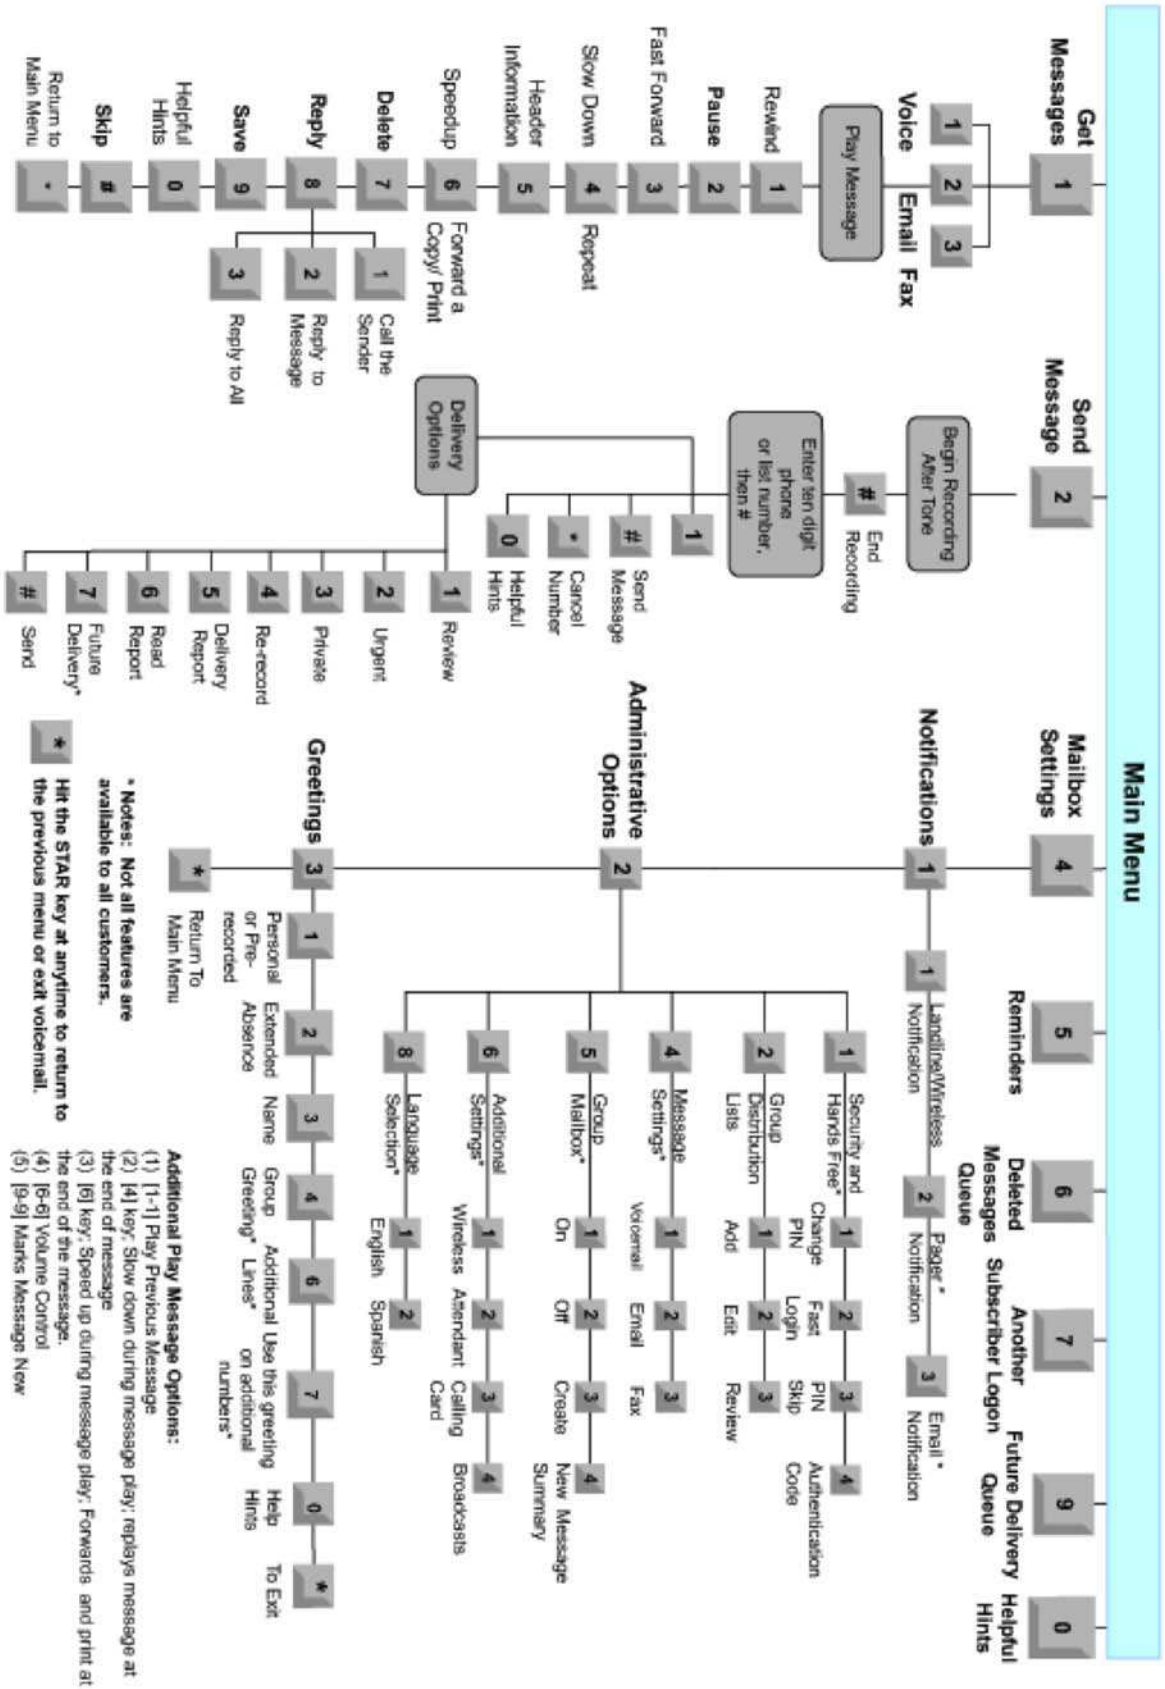 Main Menu
Get
Messages
1
Send
Message
2
Mailbox
Settings
4
Reminders
5
Deleted
Messages
Queue
6
Another
Subscriber Logon
7
Future Delivery
Queue
9
Helpful
Hints
0
1
2
3
Voice
Email
Fax
Play Message
Rewind
1
Pause
2
Fast Forward
3
Slow Down
4
Repeat
Header
Information
5
Speedup
6
Forward a
Copy/ Print
Delete
7
Reply
8
1
Call the
Sender
2
Reply to
Message
3
Reply to All
Save
9
Helpful
Hints
0
Skip
#
Return to
Main Menu
*
Begin Recording
After Tone
#
End
Recording
Enter ten digit
phone
or list number,
then #
1
#
Send
Message
*
Cancel
Number
0
Helpful
Hints
Delivery
Options
1
Review
2
Urgent
3
Private
4
Re-record
5
Delivery
Report
6
Read
Report
7
Future
Delivery*
#
Send
Notifications
1
1
Landline/Wireless
Notification
2
Pager *
Notification
3
Email *
Notification
Administrative
Options
2
1
Security and
Hands Free*
1
Change
PIN
2
Fast
Login
3
PIN
Skip
4
Authentication
Code
2
Group
Distribution
Lists
1
Add
2
Edit
3
Review
4
Message
Settings*
1
Voicemail
2
Email
3
Fax
5
Group
Mailbox*
1
On
2
Off
3
Create
4
New Message
Summary
6
Additional
Settings*
1
Wireless
2
Attendant
3
Calling
Card
4
Broadcasts
8
Language
Selection*
1
English
2
Spanish
Greetings
3
1
Personal
or Pre-
recorded
2
Extended
Absence
3
Name
4
Group
Greeting*
6
Additional
Lines*
7
Use this greeting
on additional
numbers*
0
Help
Hints
*
To Exit
*
Return To
Main Menu
* Notes: Not all features are
available to all customers.
*
Hit the STAR key at anytime to return to
the previous menu or exit voicemail.
Additional Play Message Options:
(1) [1-1] Play Previous Message
(2) [4] key; Slow down during message play; replays message at
the end of message
(3) [6] key; Speed up during message play; Forwards and print at
the end of the message.
(4) [6-6] Volume Control
(5) [9-9] Marks Message New